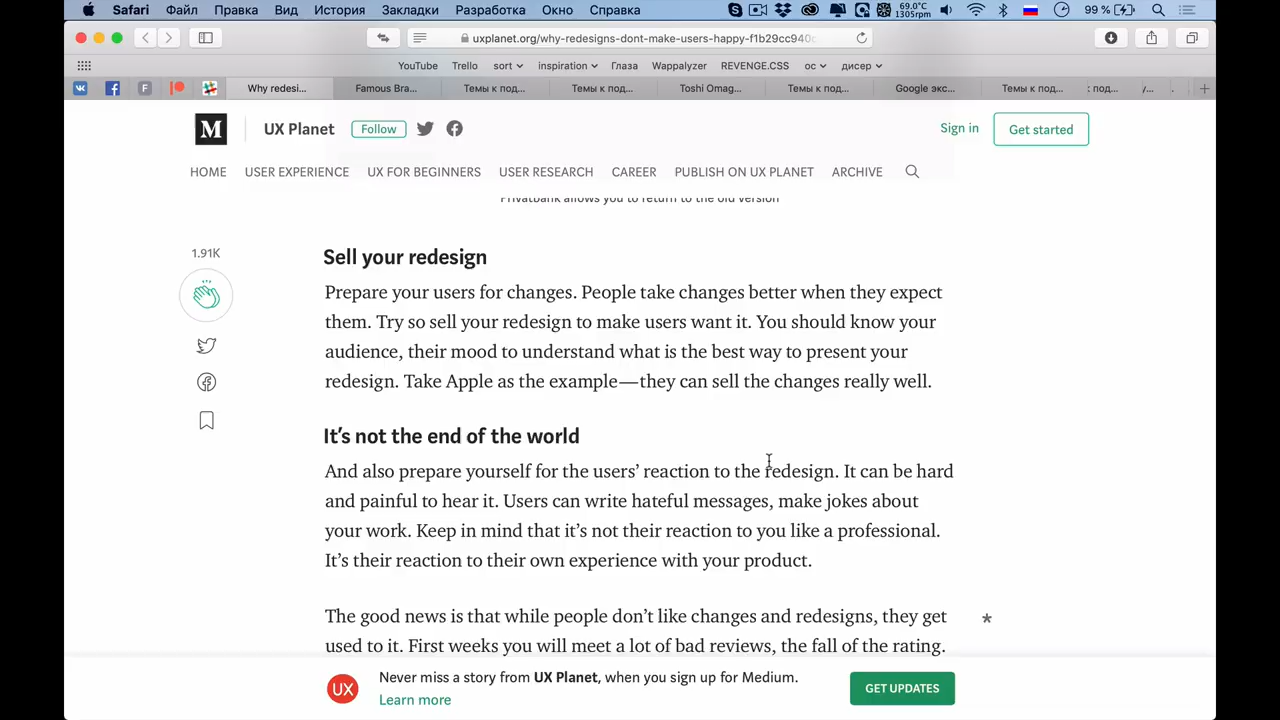 Safari Файл Правка Вид История Закладки Разработка Окно Справка 69.0°C 1305rpm 99 %
uxplanet.org/why-redesigns-dont-make-users-happy-f1b29cc940c
YouTube Trello sort inspiration Глаза Wappalyzer REVENGE.CSS ос дисер
Why redesi... Famous Bra... Темы к под... Темы к под... Toshi Omag... Темы к под... Google экс... Темы к под... : под... у...
M UX Planet Follow Sign in Get started
HOME USER EXPERIENCE UX FOR BEGINNERS USER RESEARCH CAREER PUBLISH ON UX PLANET ARCHIVE
Privatbank allows you to return to the old version
1.91K
Sell your redesign
Prepare your users for changes. People take changes better when they expect
them. Try so sell your redesign to make users want it. You should know your
audience, their mood to understand what is the best way to present your
redesign. Take Apple as the example — they can sell the changes really well.
It's not the end of the world
And also prepare yourself for the users' reaction to the redesign. It can be hard
and painful to hear it. Users can write hateful messages, make jokes about
your work. Keep in mind that it's not their reaction to you like a professional.
It's their reaction to their own experience with your product.
The good news is that while people don't like changes and redesigns, they get *
used to it. First weeks you will meet a lot of bad reviews, the fall of the rating.
UX Never miss a story from UX Planet, when you sign up for Medium.
Learn more
GET UPDATES